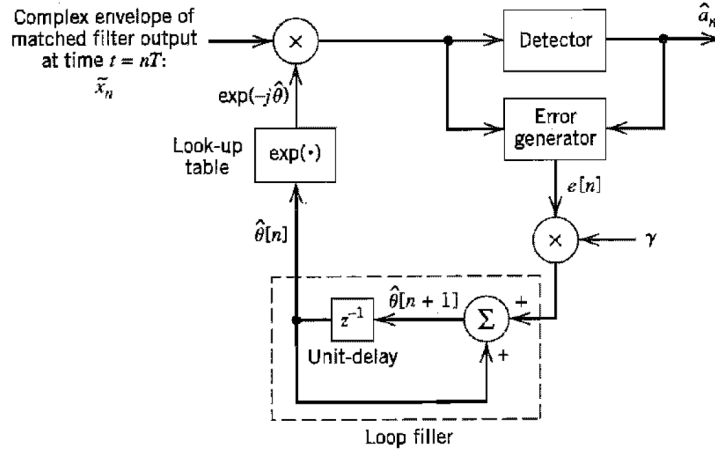 Complex envelope of
matched filter output
at time t = nT:
x̃ₙ
×
Detector
âₙ
exp(−jθ̂)
Look-up
table
exp(·)
Error
generator
e[n]
θ̂[n]
×
γ
θ̂[n + 1]
z⁻¹
Σ
+
+
Unit-delay
Loop filler